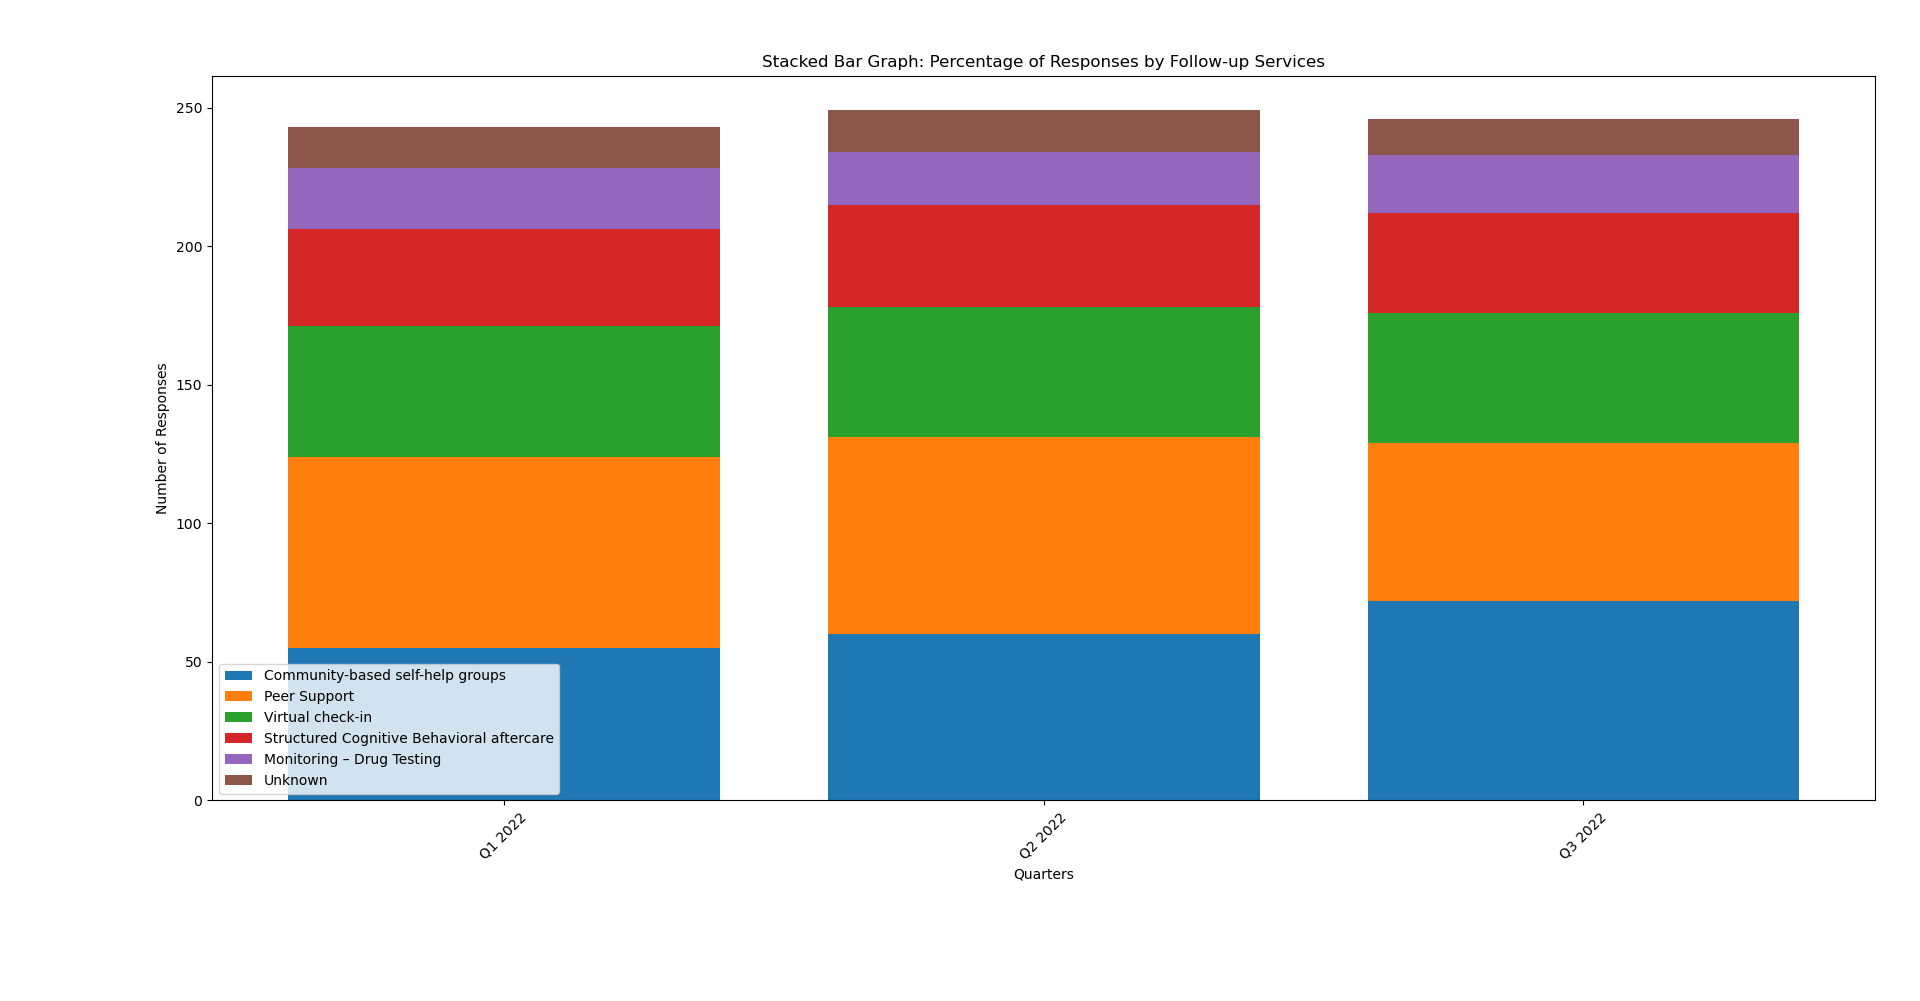 Stacked Bar Graph: Percentage of Responses by Follow-up Services
Number of Responses
250
200
150
100
50
0
Community-based self-help groups
Peer Support
Virtual check-in
Structured Cognitive Behavioral aftercare
Monitoring – Drug Testing
Unknown
Q1 2022
Q2 2022
Q3 2022
Quarters